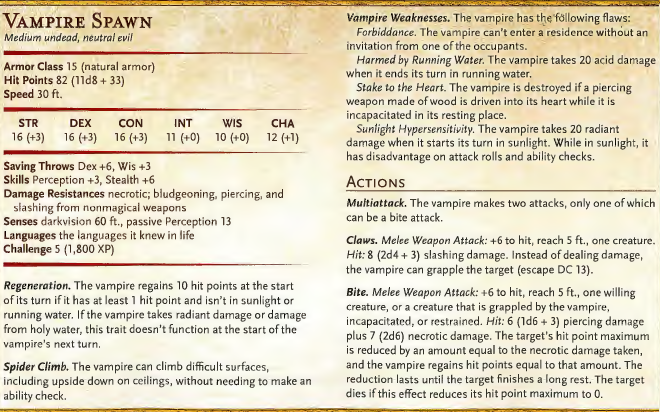 VAMPIRE SPAWN
Medium undead, neutral evil
Armor Class 15 (natural armor)
Hit Points 82 (11d8 + 33)
Speed 30 ft.
STR DEX CON INT WIS CHA
16 (+3) 16 (+3) 16 (+3) 11 (+0) 10 (+0) 12 (+1)
Saving Throws Dex +6, Wis +3
Skills Perception +3, Stealth +6
Damage Resistances necrotic; bludgeoning, piercing, and
slashing from nonmagical weapons
Senses darkvision 60 ft., passive Perception 13
Languages the languages it knew in life
Challenge 5 (1,800 XP)
Regeneration. The vampire regains 10 hit points at the start
of its turn if it has at least 1 hit point and isn't in sunlight or
running water. If the vampire takes radiant damage or damage
from holy water, this trait doesn't function at the start of the
vampire's next turn.
Spider Climb. The vampire can climb difficult surfaces,
including upside down on ceilings, without needing to make an
ability check.
Vampire Weaknesses. The vampire has the following flaws:
Forbiddance. The vampire can't enter a residence without an
invitation from one of the occupants.
Harmed by Running Water. The vampire takes 20 acid damage
when it ends its turn in running water.
Stake to the Heart. The vampire is destroyed if a piercing
weapon made of wood is driven into its heart while it is
incapacitated in its resting place.
Sunlight Hypersensitivity. The vampire takes 20 radiant
damage when it starts its turn in sunlight. While in sunlight, it
has disadvantage on attack rolls and ability checks.
ACTIONS
Multiattack. The vampire makes two attacks, only one of which
can be a bite attack.
Claws. Melee Weapon Attack: +6 to hit, reach 5 ft., one creature.
Hit: 8 (2d4 + 3) slashing damage. Instead of dealing damage,
the vampire can grapple the target (escape DC 13).
Bite. Melee Weapon Attack: +6 to hit, reach 5 ft., one willing
creature, or a creature that is grappled by the vampire,
incapacitated, or restrained. Hit: 6 (1d6 + 3) piercing damage
plus 7 (2d6) necrotic damage. The target's hit point maximum
is reduced by an amount equal to the necrotic damage taken,
and the vampire regains hit points equal to that amount. The
reduction lasts until the target finishes a long rest. The target
dies if this effect reduces its hit point maximum to 0.